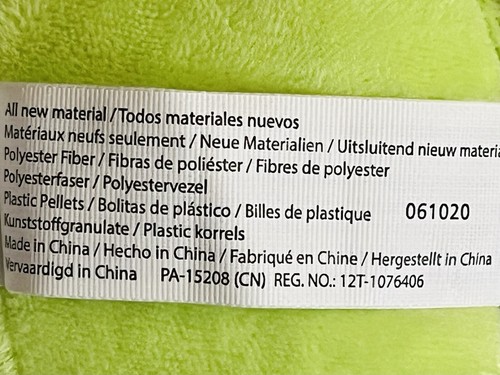 All new material / Todos materiales nuevos
Matériaux neufs seulement / Neue Materialien / Uitsluitend nieuw materia
Polyester Fiber / Fibras de poliéster / Fibres de polyester
Polyesterfaser / Polyestervezel
Plastic Pellets / Bolitas de plástico / Billes de plastique 061020
Kunststoffgranulate / Plastic korrels
Made in China / Hecho in China / Fabriqué en Chine / Hergestellt in China
Vervaardigd in China PA-15208 (CN) REG. NO.: 12T-1076406